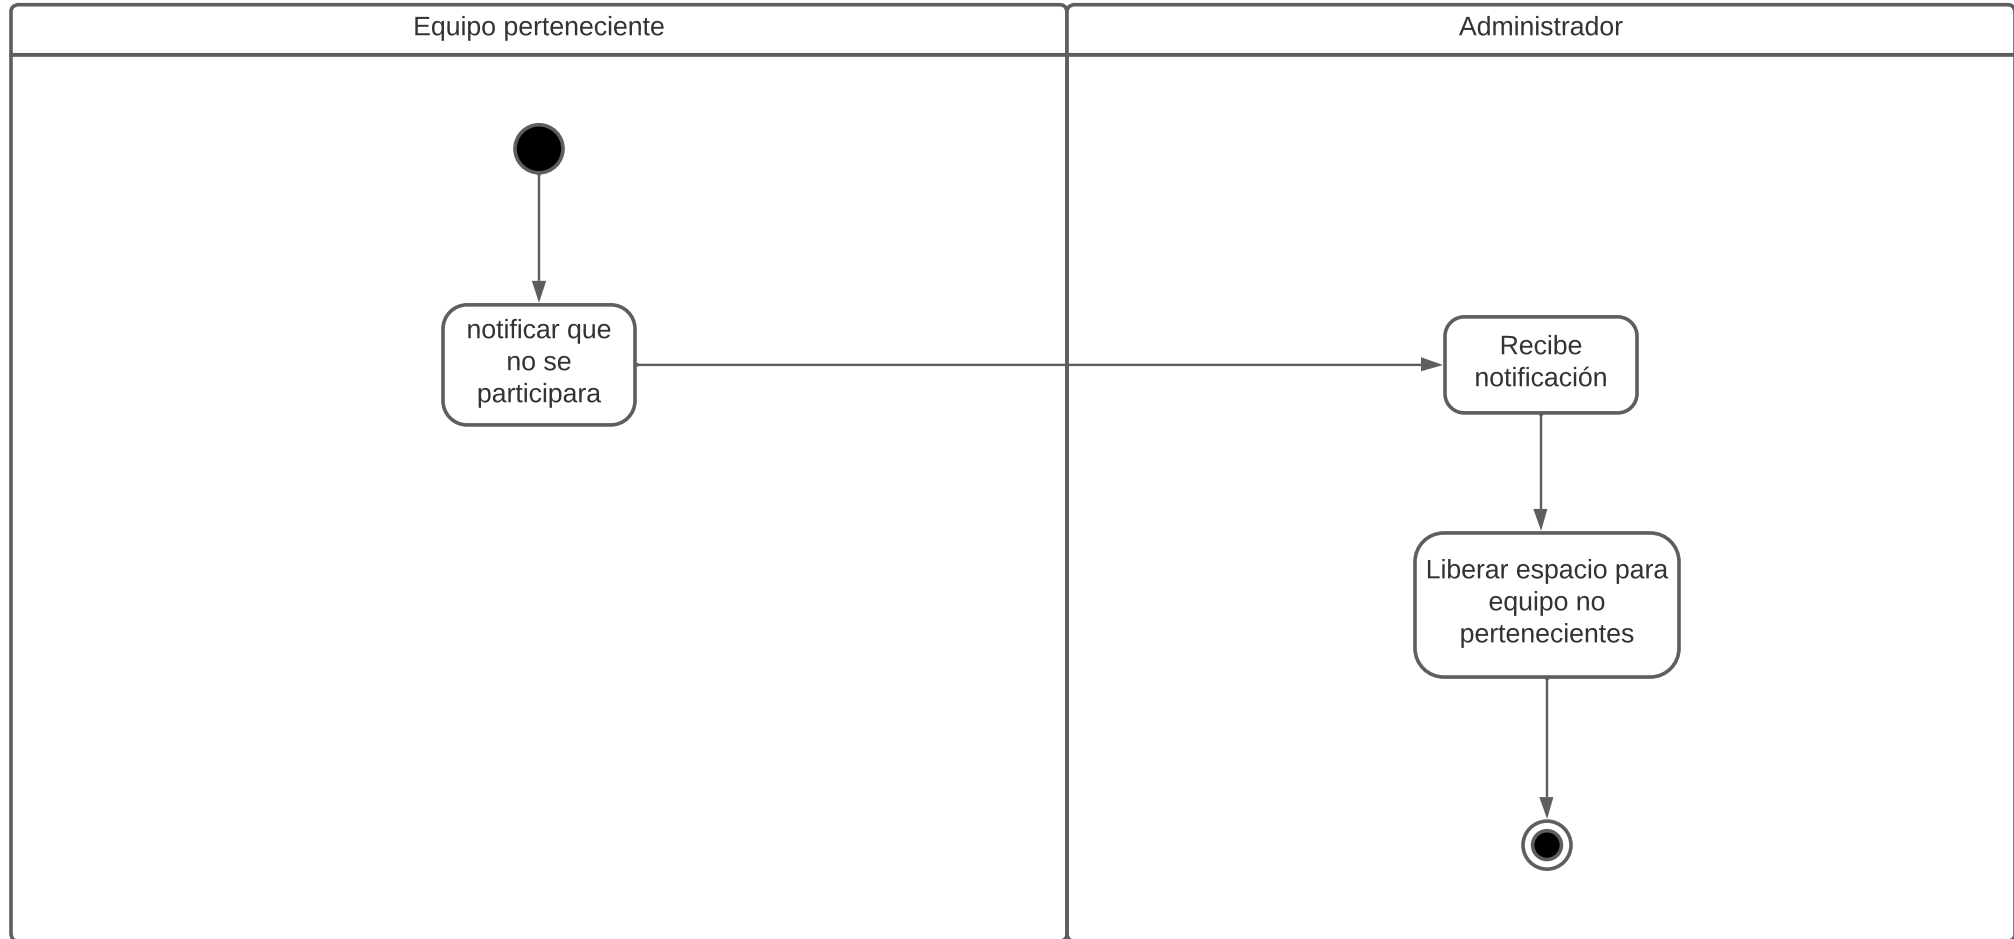 Equipo perteneciente
Administrador
notificar que
no se
participara
Recibe
notificación
Liberar espacio para
equipo no
pertenecientes